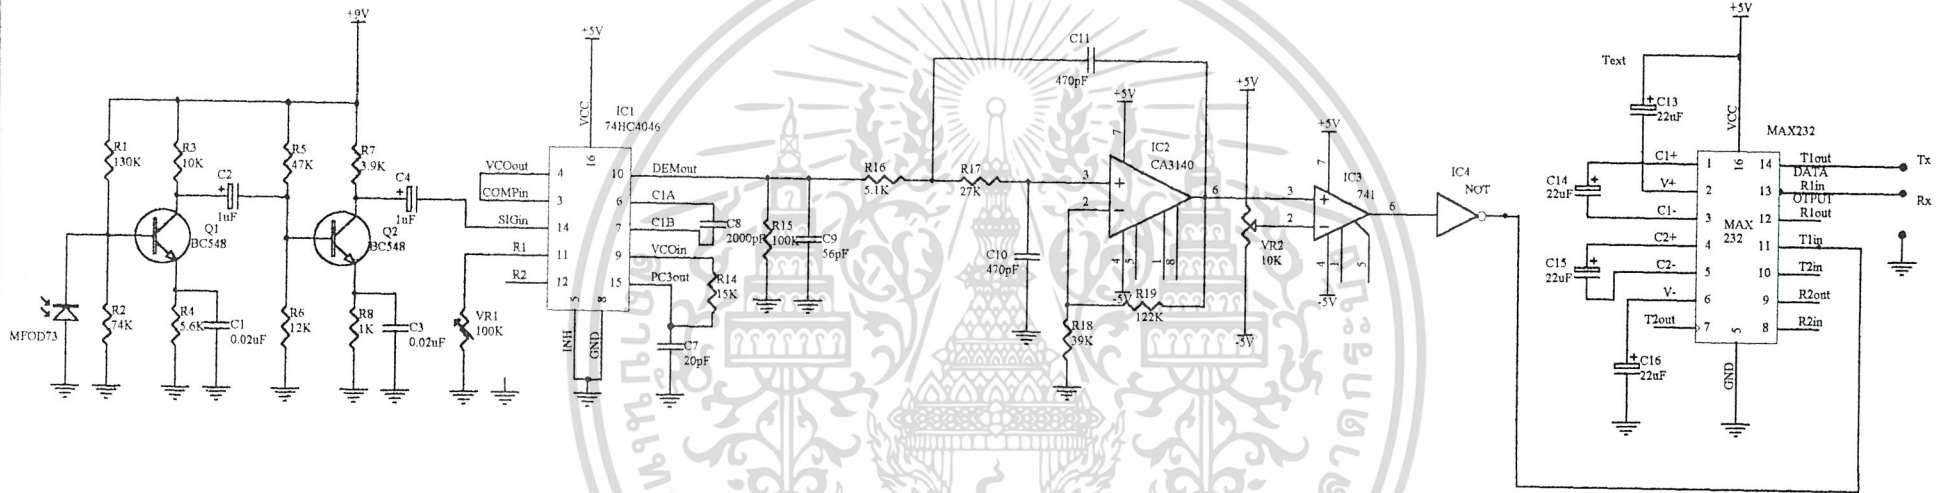 +9V
R1
130K
R3
10K
C2
1uF
R5
47K
R7
3.9K
C4
1uF
Q1
BC548
Q2
BC548
MFOD73
R2
74K
R4
5.6K
C1
0.02uF
R6
12K
R8
1K
C3
0.02uF
VR1
100K
+5V
VCC
IC1
74HC4046
16
VCOout
4
COMPin
3
SIGin
14
R1
11
R2
12
10
DEMout
6
C1A
7
C1B
9
VCOin
15
PC3out
5
8
INH
GND
C8
2000pF
R15
100K
C9
56pF
R14
15K
C7
20pF
R16
5.1K
R17
27K
C11
470pF
C10
470pF
+5V
7
IC2
CA3140
3
+
2
-
6
4
5
1
8
-5V
R19
122K
R18
39K
+5V
VR2
10K
-5V
+5V
7
IC3
741
3
+
2
-
6
4
1
5
-5V
IC4
NOT
+5V
Text
C13
22uF
VCC
MAX232
C14
22uF
C15
22uF
C16
22uF
C1+
V+
C1-
C2+
C2-
V-
T2out
1
2
3
4
5
6
7
16
MAX
232
5
GND
14
13
12
11
10
9
8
T1out
DATA
R1in
OTPU1
R1out
T1in
T2in
R2out
R2in
Tx
Rx